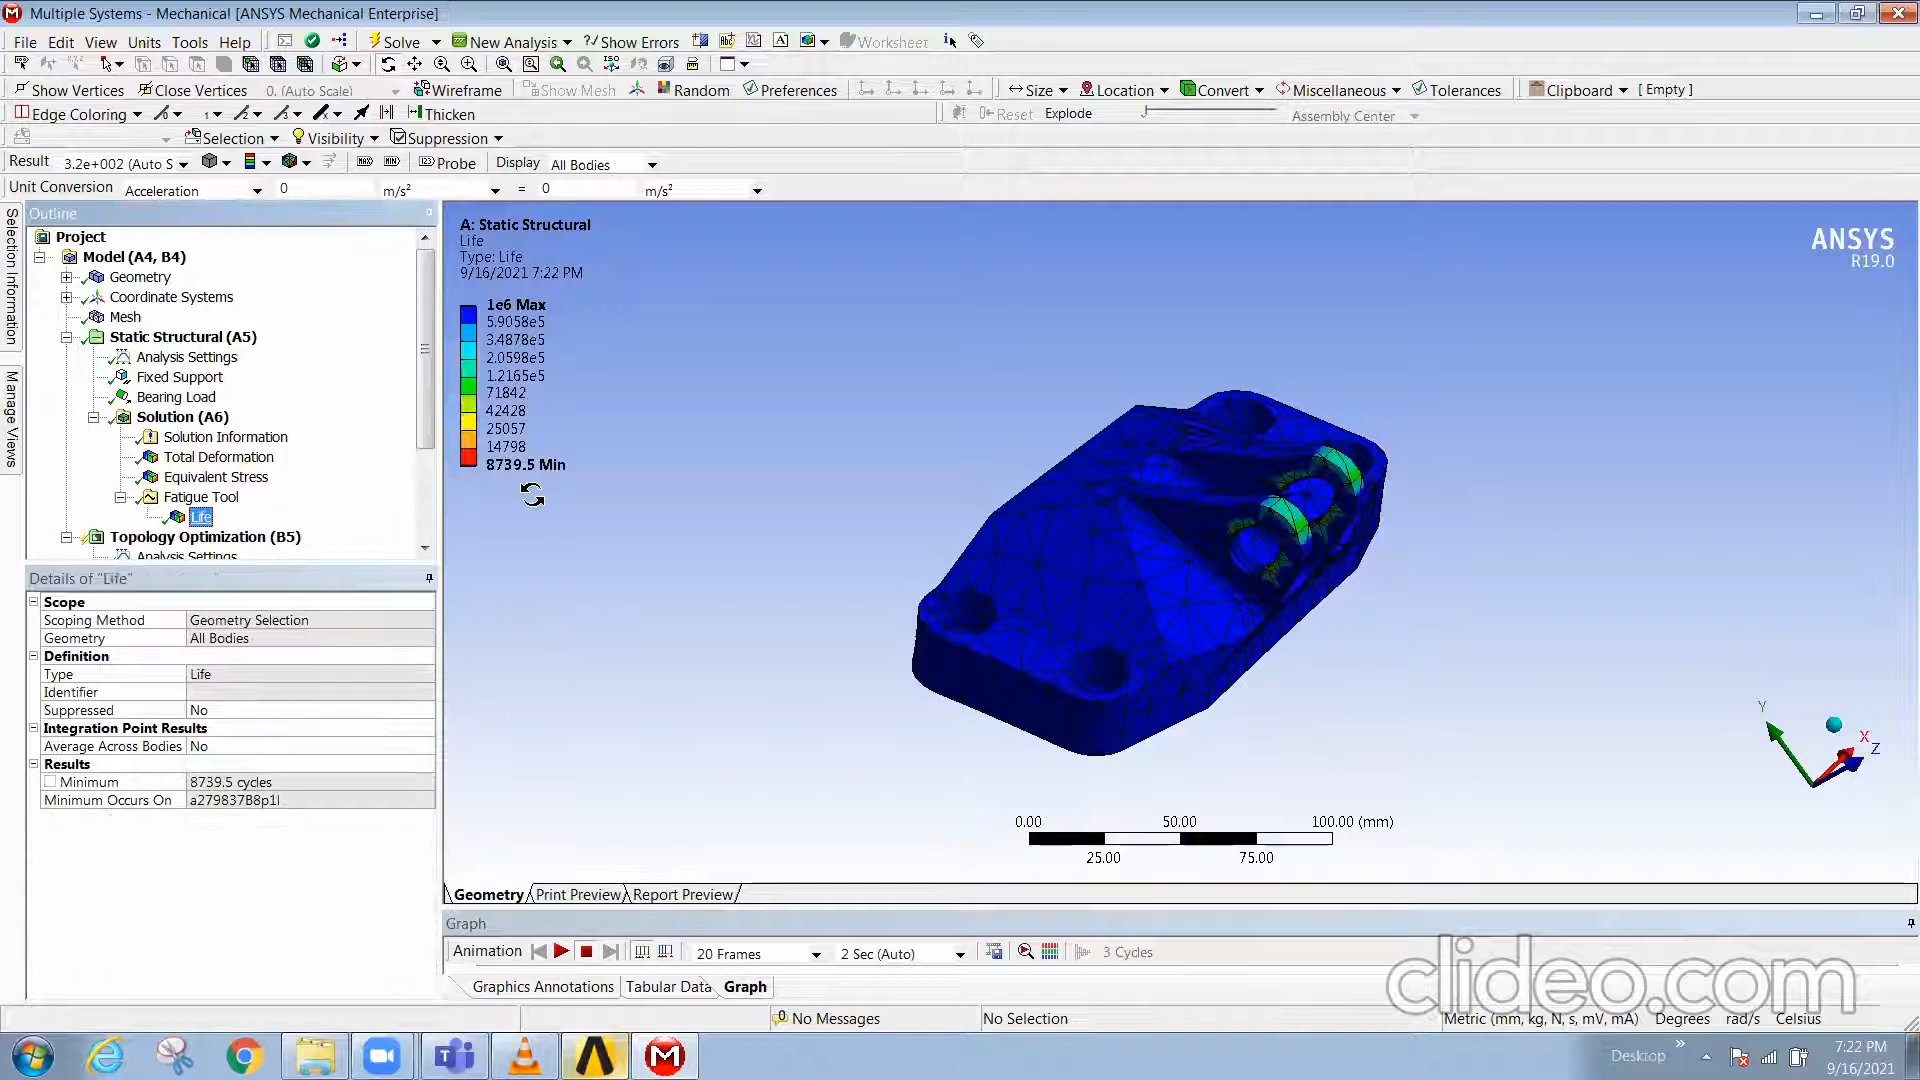 Multiple Systems - Mechanical [ANSYS Mechanical Enterprise]
File Edit View Units Tools Help Solve New Analysis ?/Show Errors Worksheet
Show Vertices Close Vertices 0. (Auto Scale) Wireframe Show Mesh Random Preferences Size Location Convert Miscellaneous Tolerances Clipboard [ Empty ]
Edge Coloring Thicken Reset Explode Assembly Center
Selection Visibility Suppression
Result 3.2e+002 (Auto S MAX MIN Probe Display All Bodies
Unit Conversion Acceleration 0 m/s² = 0 m/s²
Selection Information
Manage Views
Outline
Project
Model (A4, B4)
Geometry
Coordinate Systems
Mesh
Static Structural (A5)
Analysis Settings
Fixed Support
Bearing Load
Solution (A6)
Solution Information
Total Deformation
Equivalent Stress
Fatigue Tool
Life
Topology Optimization (B5)
Analysis Settings
Details of "Life"
Scope
Scoping Method Geometry Selection
Geometry All Bodies
Definition
Type Life
Identifier
Suppressed No
Integration Point Results
Average Across Bodies No
Results
Minimum 8739.5 cycles
Minimum Occurs On a279837B8p1l
A: Static Structural
Life
Type: Life
9/16/2021 7:22 PM
1e6 Max
5.9058e5
3.4878e5
2.0598e5
1.2165e5
71842
42428
25057
14798
8739.5 Min
ANSYS
R19.0
Y
X
Z
0.00 50.00 100.00 (mm)
25.00 75.00
Geometry Print Preview Report Preview
Graph
Animation 20 Frames 2 Sec (Auto) 3 Cycles
Graphics Annotations Tabular Data Graph
clideo.com
0 No Messages No Selection Metric (mm, kg, N, s, mV, mA) Degrees rad/s Celsius
Desktop » 7:22 PM
9/16/2021